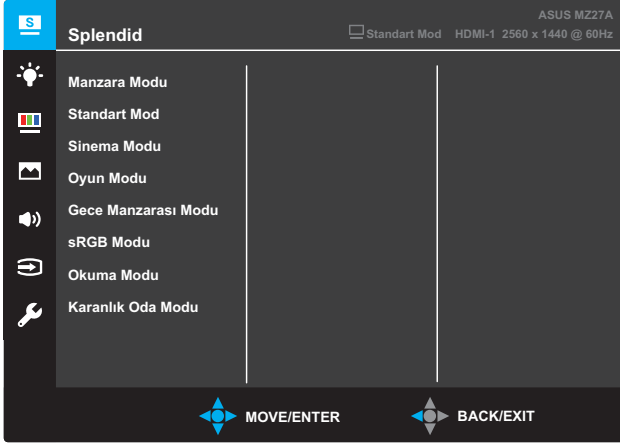 S
ASUS MZ27A
Splendid
Standart Mod HDMI-1 2560 x 1440 @ 60Hz
Manzara Modu
Standart Mod
Sinema Modu
Oyun Modu
Gece Manzarası Modu
sRGB Modu
Okuma Modu
Karanlık Oda Modu
MOVE/ENTER BACK/EXIT